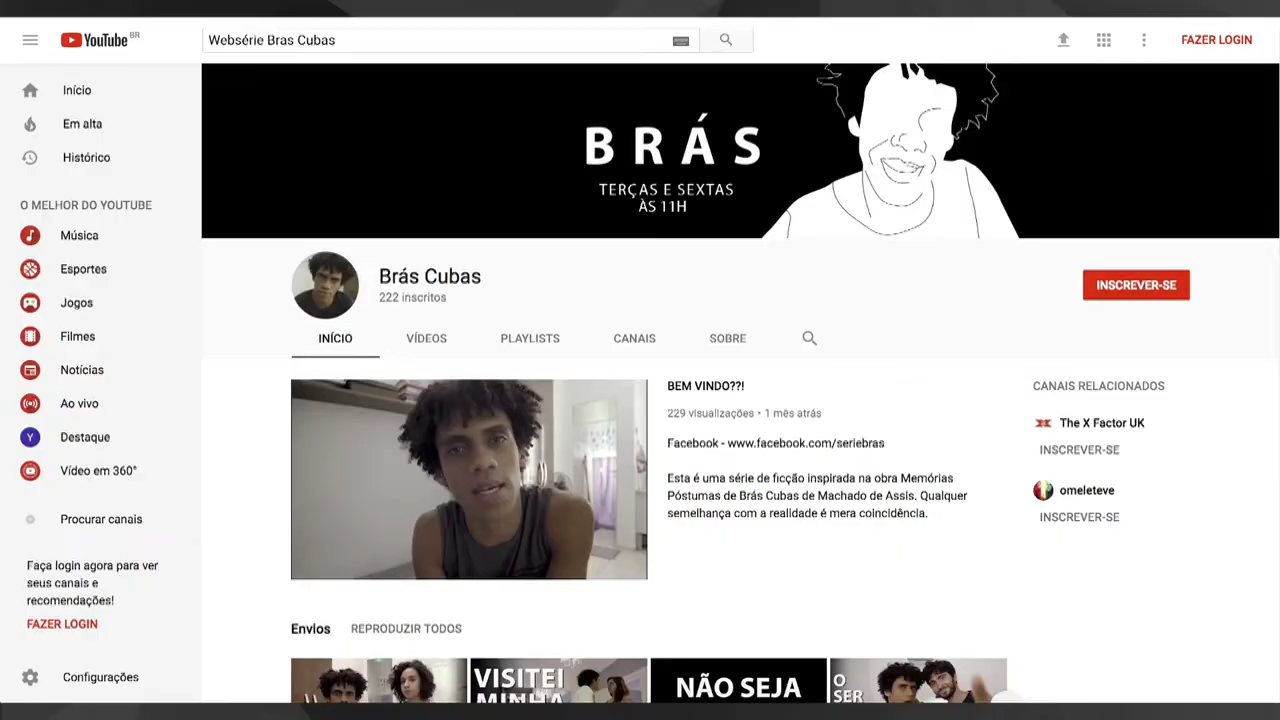 YouTube BR
Websérie Bras Cubas
FAZER LOGIN
Início
Em alta
Histórico
O MELHOR DO YOUTUBE
Música
Esportes
Jogos
Filmes
Notícias
Ao vivo
Y
Destaque
Vídeo em 360°
Procurar canais
Faça login agora para ver
seus canais e
recomendações!
FAZER LOGIN
Configurações
BRÁS
TERÇAS E SEXTAS
ÀS 11H
Brás Cubas
222 inscritos
INSCREVER-SE
INÍCIO
VÍDEOS
PLAYLISTS
CANAIS
SOBRE
BEM VINDO??!
229 visualizações • 1 mês atrás
Facebook - www.facebook.com/seriebras
Esta é uma série de ficção inspirada na obra Memórias
Póstumas de Brás Cubas de Machado de Assis. Qualquer
semelhança com a realidade é mera coincidência.
CANAIS RELACIONADOS
The X Factor UK
INSCREVER-SE
omeleteve
INSCREVER-SE
Envios
REPRODUZIR TODOS
VISITEI
MINHA
NÃO SEJA
O
SER